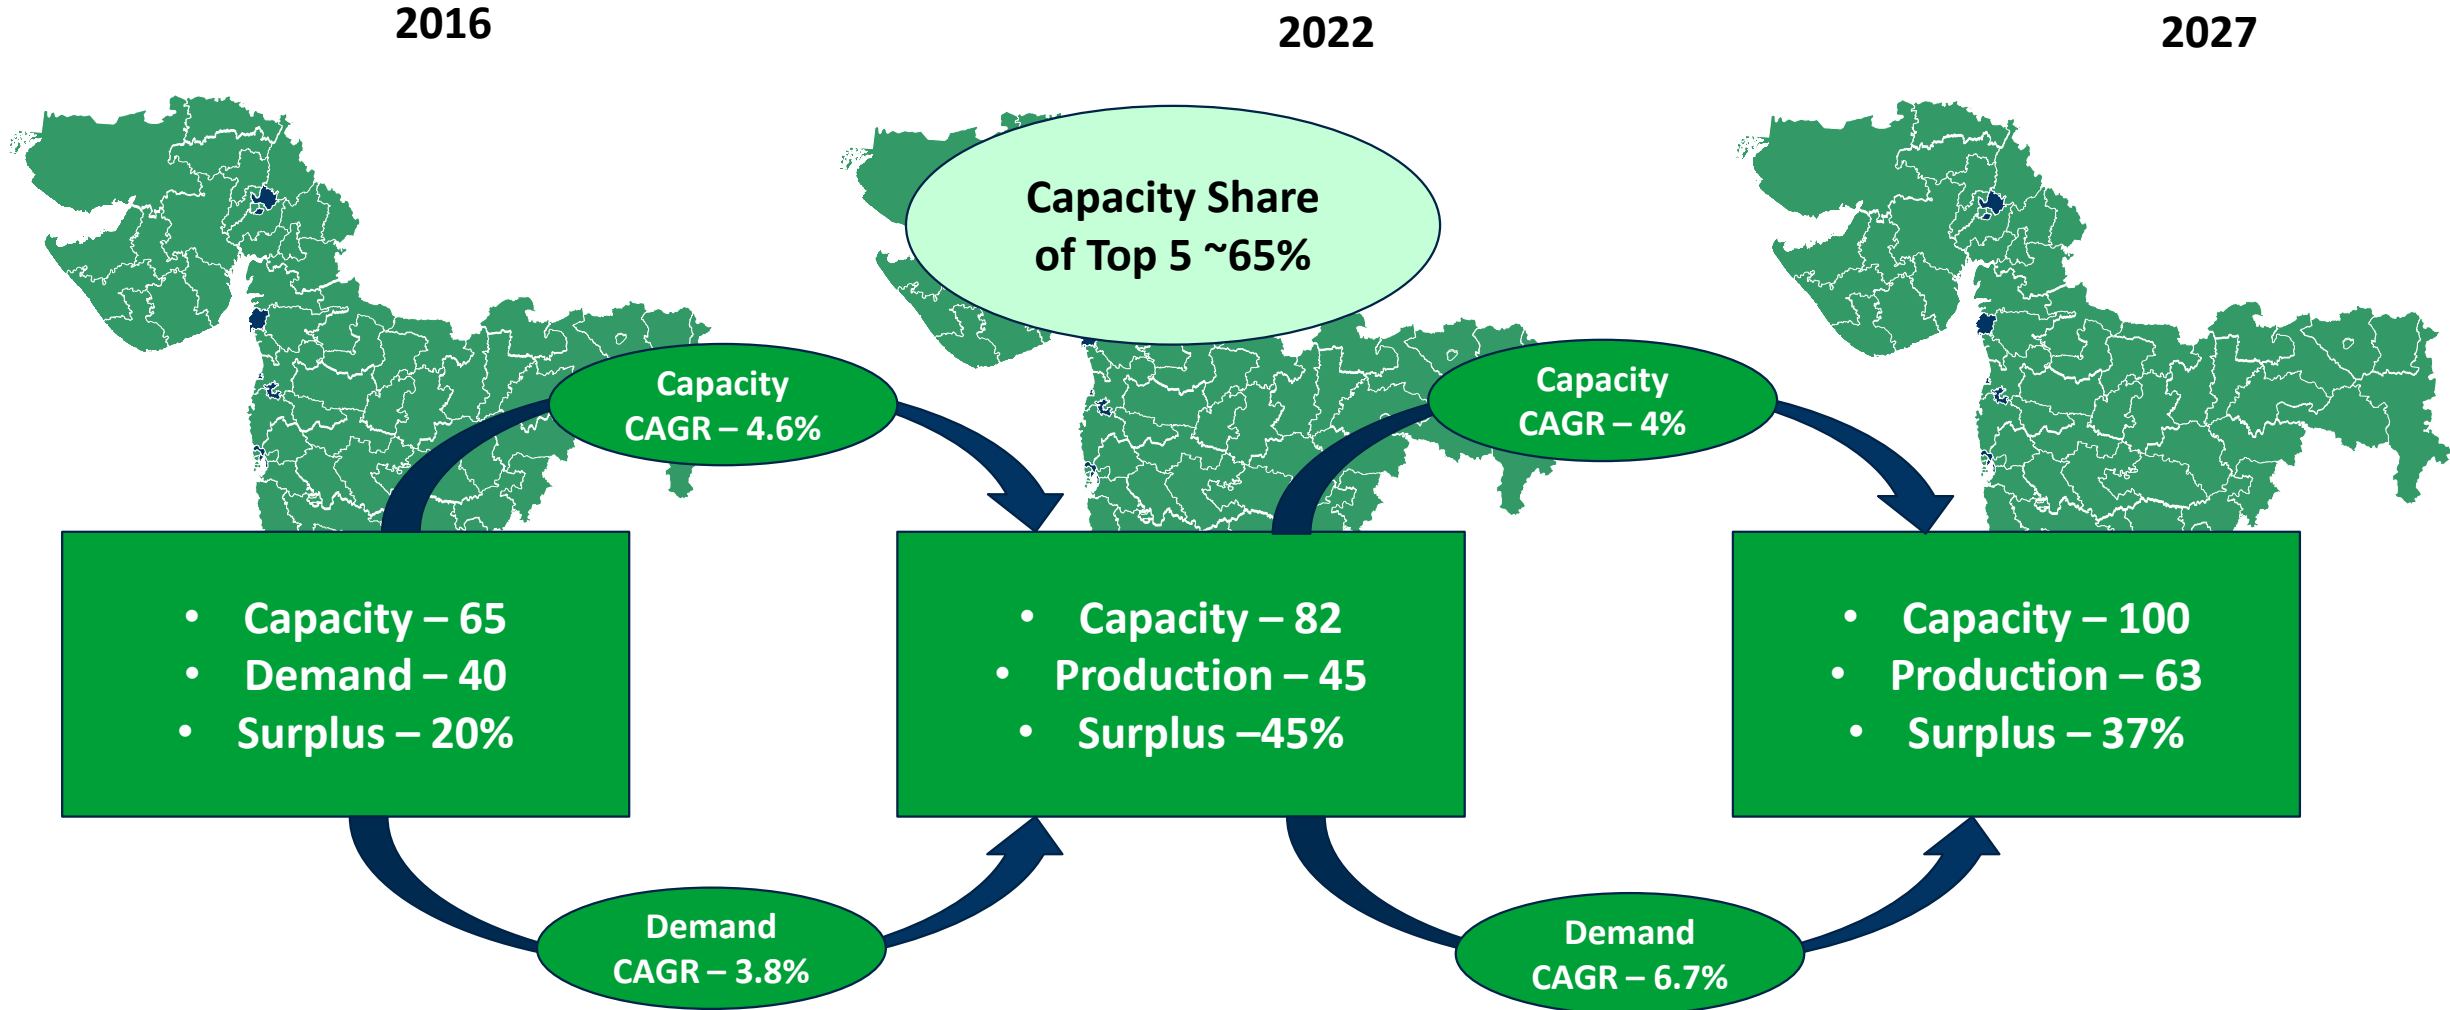 2016
2022
2027
Capacity Share
of Top 5 ~65%
Capacity
CAGR – 4.6%
Capacity
CAGR – 4%
• Capacity – 65
• Demand – 40
• Surplus – 20%
• Capacity – 82
• Production – 45
• Surplus –45%
• Capacity – 100
• Production – 63
• Surplus – 37%
Demand
CAGR – 3.8%
Demand
CAGR – 6.7%